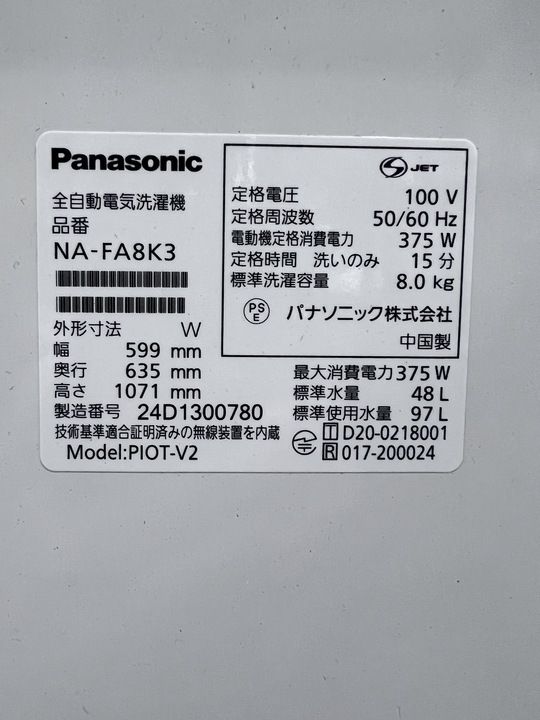 Panasonic
全自動電気洗濯機
品番
NA-FA8K3
外形寸法 W
幅 599 mm
奥行 635 mm
高さ 1071 mm
製造番号 24D1300780
技術基準適合証明済みの無線装置を内蔵
Model:PIOT-V2
S JET
定格電圧 100 V
定格周波数 50/60 Hz
電動機定格消費電力 375 W
定格時間 洗いのみ 15 分
標準洗濯容量 8.0 kg
PS E パナソニック株式会社
中国製
最大消費電力 375 W
標準水量 48 L
標準使用水量 97 L
T D20-0218001
R 017-200024